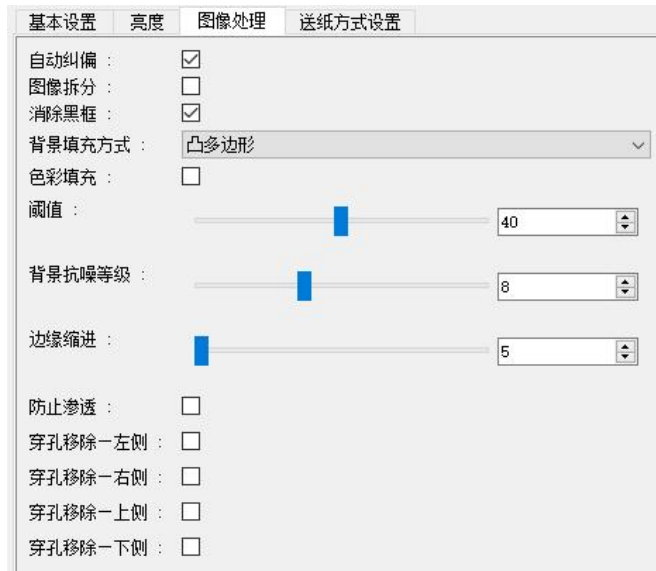 基本设置 亮度 图像处理 送纸方式设置
自动纠偏 :
图像拆分 :
消除黑框 :
背景填充方式 : 凸多边形
色彩填充 :
阈值 : 40
背景抗噪等级 : 8
边缘缩进 : 5
防止渗透 :
穿孔移除一左侧 :
穿孔移除一右侧 :
穿孔移除一上侧 :
穿孔移除一下侧 :